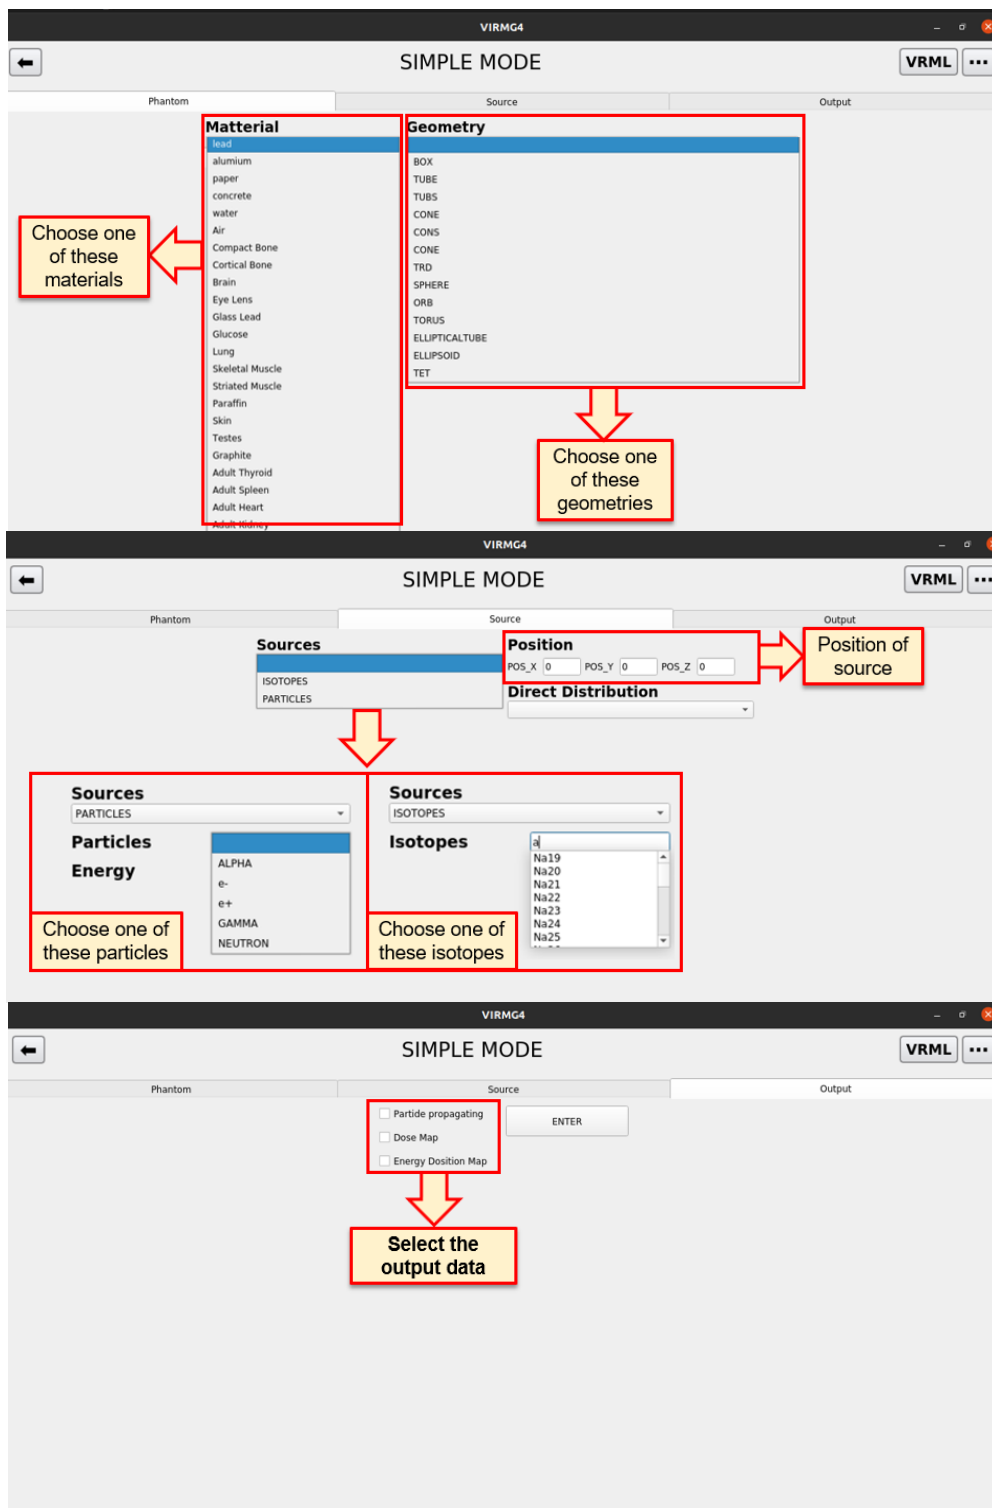 VIRMG4
SIMPLE MODE
VRML
Phantom
Source
Output
Matterial
lead
alumium
paper
concrete
water
Air
Compact Bone
Cortical Bone
Brain
Eye Lens
Glass Lead
Glucose
Lung
Skeletal Muscle
Striated Muscle
Paraffin
Skin
Testes
Graphite
Adult Thyroid
Adult Spleen
Adult Heart
Adult Kidney
Geometry
BOX
TUBE
TUBS
CONE
CONS
CONE
TRD
SPHERE
ORB
TORUS
ELLIPTICALTUBE
ELLIPSOID
TET
Choose one
of these
materials
Choose one
of these
geometries
VIRMG4
SIMPLE MODE
VRML
Phantom
Source
Output
Sources
ISOTOPES
PARTICLES
Position
POS_X 0 POS_Y 0 POS_Z 0
Direct Distribution
Position of
source
Sources
PARTICLES
Particles
Energy
ALPHA
e-
e+
GAMMA
NEUTRON
Choose one of
these particles
Sources
ISOTOPES
Isotopes
a
Na19
Na20
Na21
Na22
Na23
Na24
Na25
Choose one of
these isotopes
VIRMG4
SIMPLE MODE
VRML
Phantom
Source
Output
Partide propagating
Dose Map
Energy Dosition Map
ENTER
Select the
output data